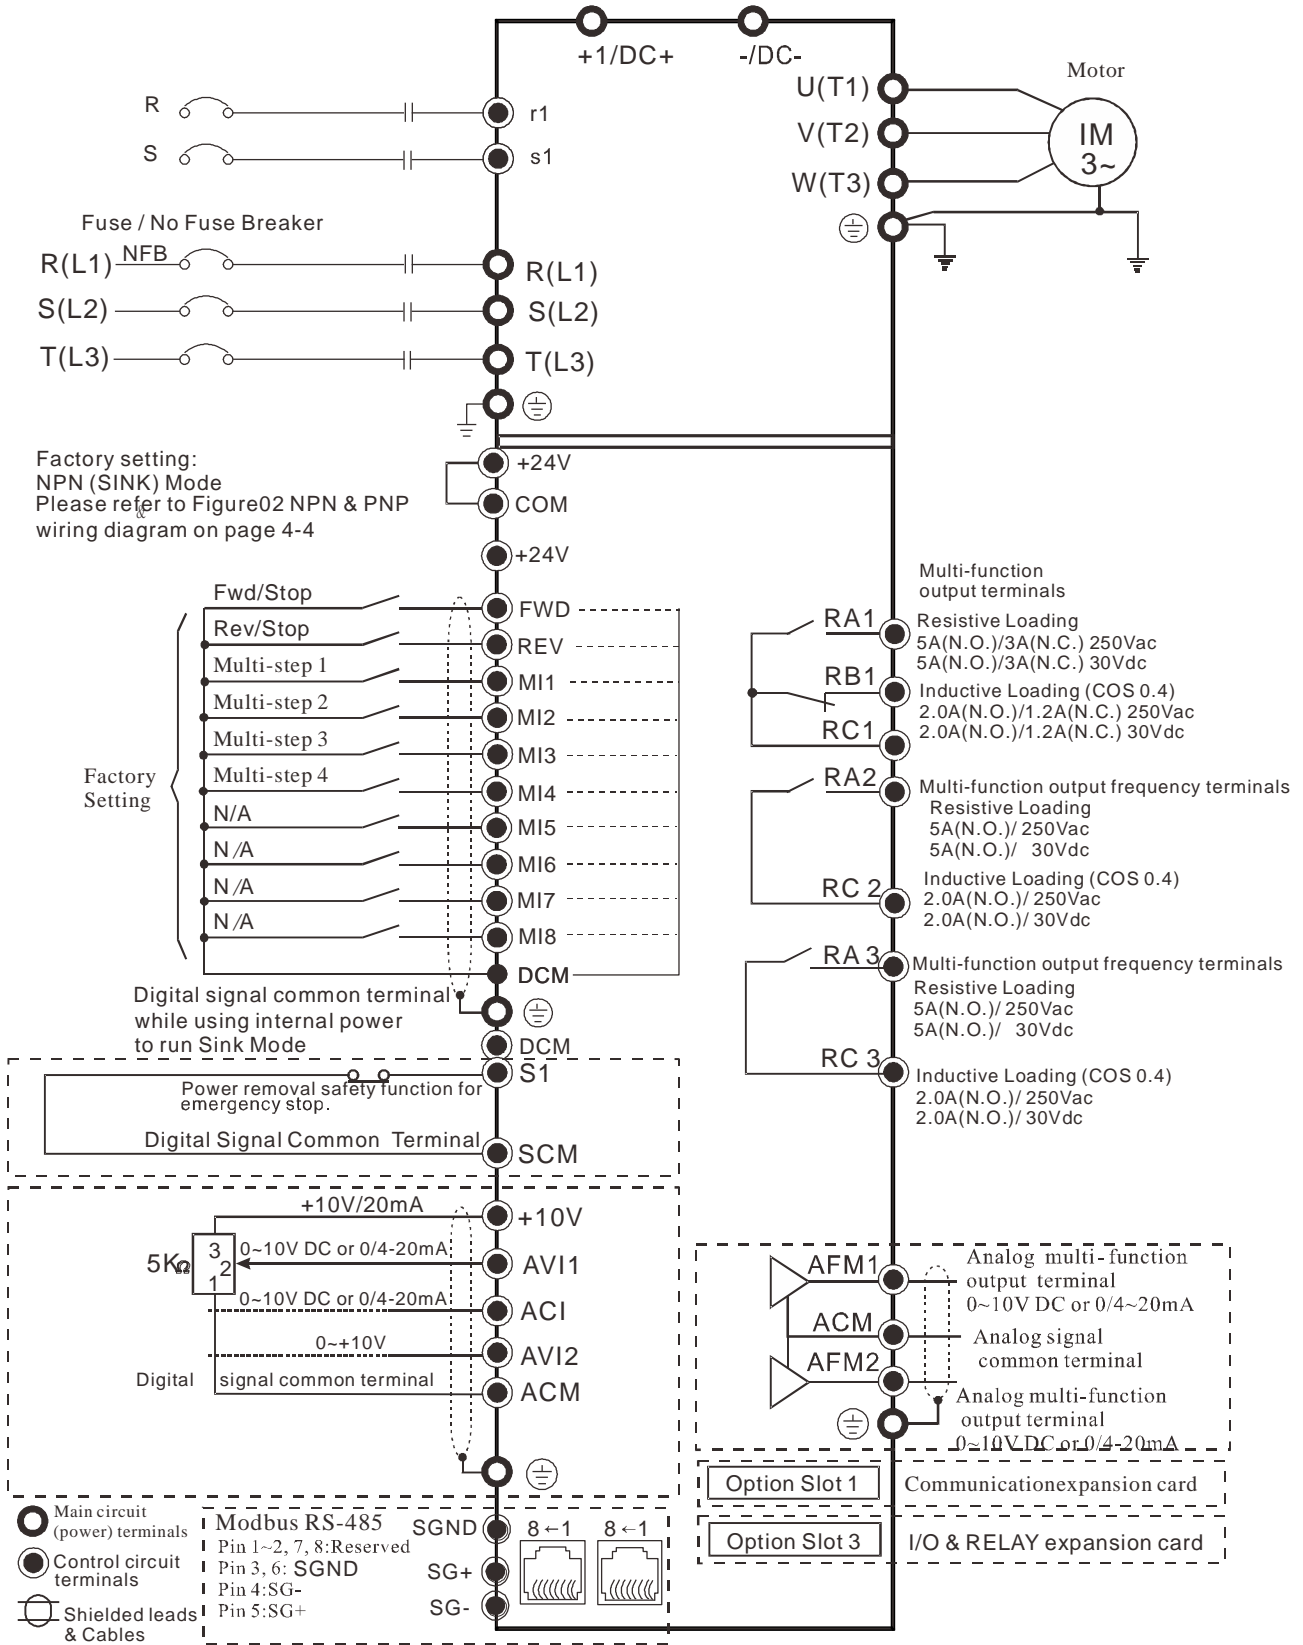 +1/DC+
-/DC-
Motor
U(T1)
V(T2)
W(T3)
IM
3~
R
r1
S
s1
Fuse / No Fuse Breaker
R(L1)
NFB
R(L1)
S(L2)
S(L2)
T(L3)
T(L3)
Factory setting:
NPN (SINK) Mode
Please refer to Figure02 NPN & PNP
&
wiring diagram on page 4-4
+24V
COM
+24V
Fwd/Stop
FWD
Rev/Stop
REV
Multi-step 1
MI1
Multi-step 2
MI2
Multi-step 3
MI3
Multi-step 4
MI4
N/A
MI5
N/A
MI6
N/A
MI7
N/A
MI8
Factory
Setting
DCM
Digital signal common terminal
while using internal power
to run Sink Mode
DCM
S1
Power removal safety function for
emergency stop.
Digital Signal Common Terminal
SCM
+10V/20mA
+10V
5KΩ
3
2
1
0~10V DC or 0/4-20mA
AVI1
0~10V DC or 0/4-20mA
ACI
0~+10V
AVI2
Digital signal common terminal
ACM
Multi-function
output terminals
RA1
Resistive Loading
5A(N.O.)/3A(N.C.) 250Vac
5A(N.O.)/3A(N.C.) 30Vdc
RB1
Inductive Loading (COS 0.4)
2.0A(N.O.)/1.2A(N.C.) 250Vac
2.0A(N.O.)/1.2A(N.C.) 30Vdc
RC1
RA2
Multi-function output frequency terminals
Resistive Loading
5A(N.O.)/ 250Vac
5A(N.O.)/ 30Vdc
RC 2
Inductive Loading (COS 0.4)
2.0A(N.O.)/ 250Vac
2.0A(N.O.)/ 30Vdc
RA 3
Multi-function output frequency terminals
Resistive Loading
5A(N.O.)/ 250Vac
5A(N.O.)/ 30Vdc
RC 3
Inductive Loading (COS 0.4)
2.0A(N.O.)/ 250Vac
2.0A(N.O.)/ 30Vdc
AFM1
Analog multi-function
output terminal
0~10V DC or 0/4~20mA
ACM
Analog signal
common terminal
AFM2
Analog multi-function
output terminal
0~10V DC or 0/4-20mA
Option Slot 1
Communicationexpansion card
Option Slot 3
I/O & RELAY expansion card
Main circuit
(power) terminals
Control circuit
terminals
Shielded leads
& Cables
Modbus RS-485
Pin 1~2, 7, 8:Reserved
Pin 3, 6: SGND
Pin 4:SG-
Pin 5:SG+
SGND
SG+
SG-
8←1
8←1